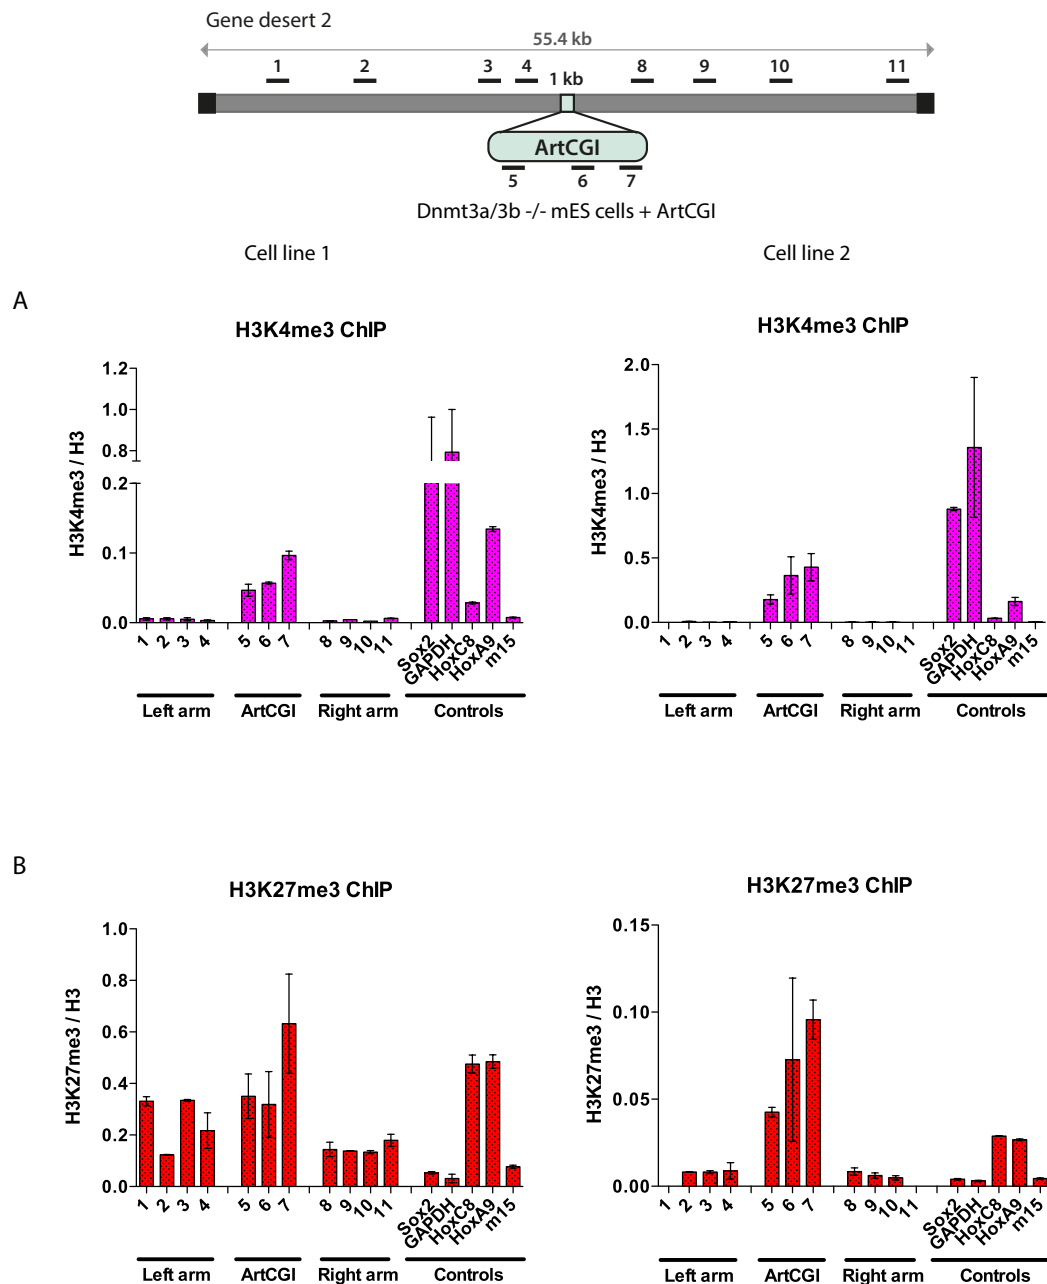 Gene desert 2
55.4 kb
1 2 3 4 1 kb 8 9 10 11
ArtCGI
5 6 7
Dnmt3a/3b -/- mES cells + ArtCGI
Cell line 1
Cell line 2
A
H3K4me3 ChIP
H3K4me3 / H3
1.2
1.0
0.8
0.2
0.1
0.0
1 2 3 4 5 6 7 8 9 10 11 Sox2 GAPDH HoxC8 HoxA9 m15
Left arm ArtCGI Right arm Controls
H3K4me3 ChIP
H3K4me3 / H3
2.0
1.5
1.0
0.5
0.0
1 2 3 4 5 6 7 8 9 10 11 Sox2 GAPDH HoxC8 HoxA9 m15
Left arm ArtCGI Right arm Controls
B
H3K27me3 ChIP
H3K27me3 / H3
1.0
0.8
0.6
0.4
0.2
0.0
1 2 3 4 5 6 7 8 9 10 11 Sox2 GAPDH HoxC8 HoxA9 m15
Left arm ArtCGI Right arm Controls
H3K27me3 ChIP
H3K27me3 / H3
0.15
0.10
0.05
0.00
1 2 3 4 5 6 7 8 9 10 11 Sox2 GAPDH HoxC8 HoxA9 m15
Left arm ArtCGI Right arm Controls